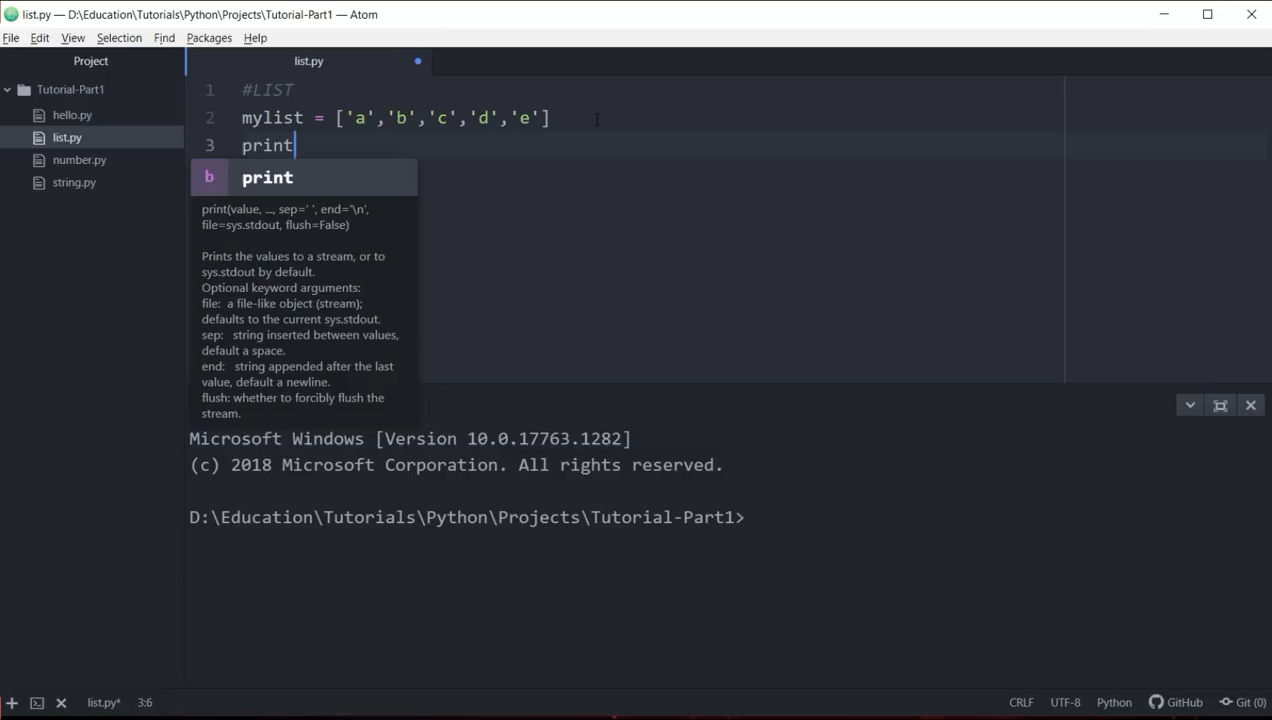 list.py — D:\Education\Tutorials\Python\Projects\Tutorial-Part1 — Atom
File Edit View Selection Find Packages Help
Project
list.py
Tutorial-Part1
hello.py
list.py
number.py
string.py
1 #LIST
2 mylist = ['a','b','c','d','e']
3 print
b print
print(value, ..., sep=' ', end='\n',
file=sys.stdout, flush=False)
Prints the values to a stream, or to
sys.stdout by default.
Optional keyword arguments:
file: a file-like object (stream);
defaults to the current sys.stdout.
sep: string inserted between values,
default a space.
end: string appended after the last
value, default a newline.
flush: whether to forcibly flush the
stream.
Microsoft Windows [Version 10.0.17763.1282]
(c) 2018 Microsoft Corporation. All rights reserved.
D:\Education\Tutorials\Python\Projects\Tutorial-Part1>
list.py* 3:6 CRLF UTF-8 Python GitHub Git (0)